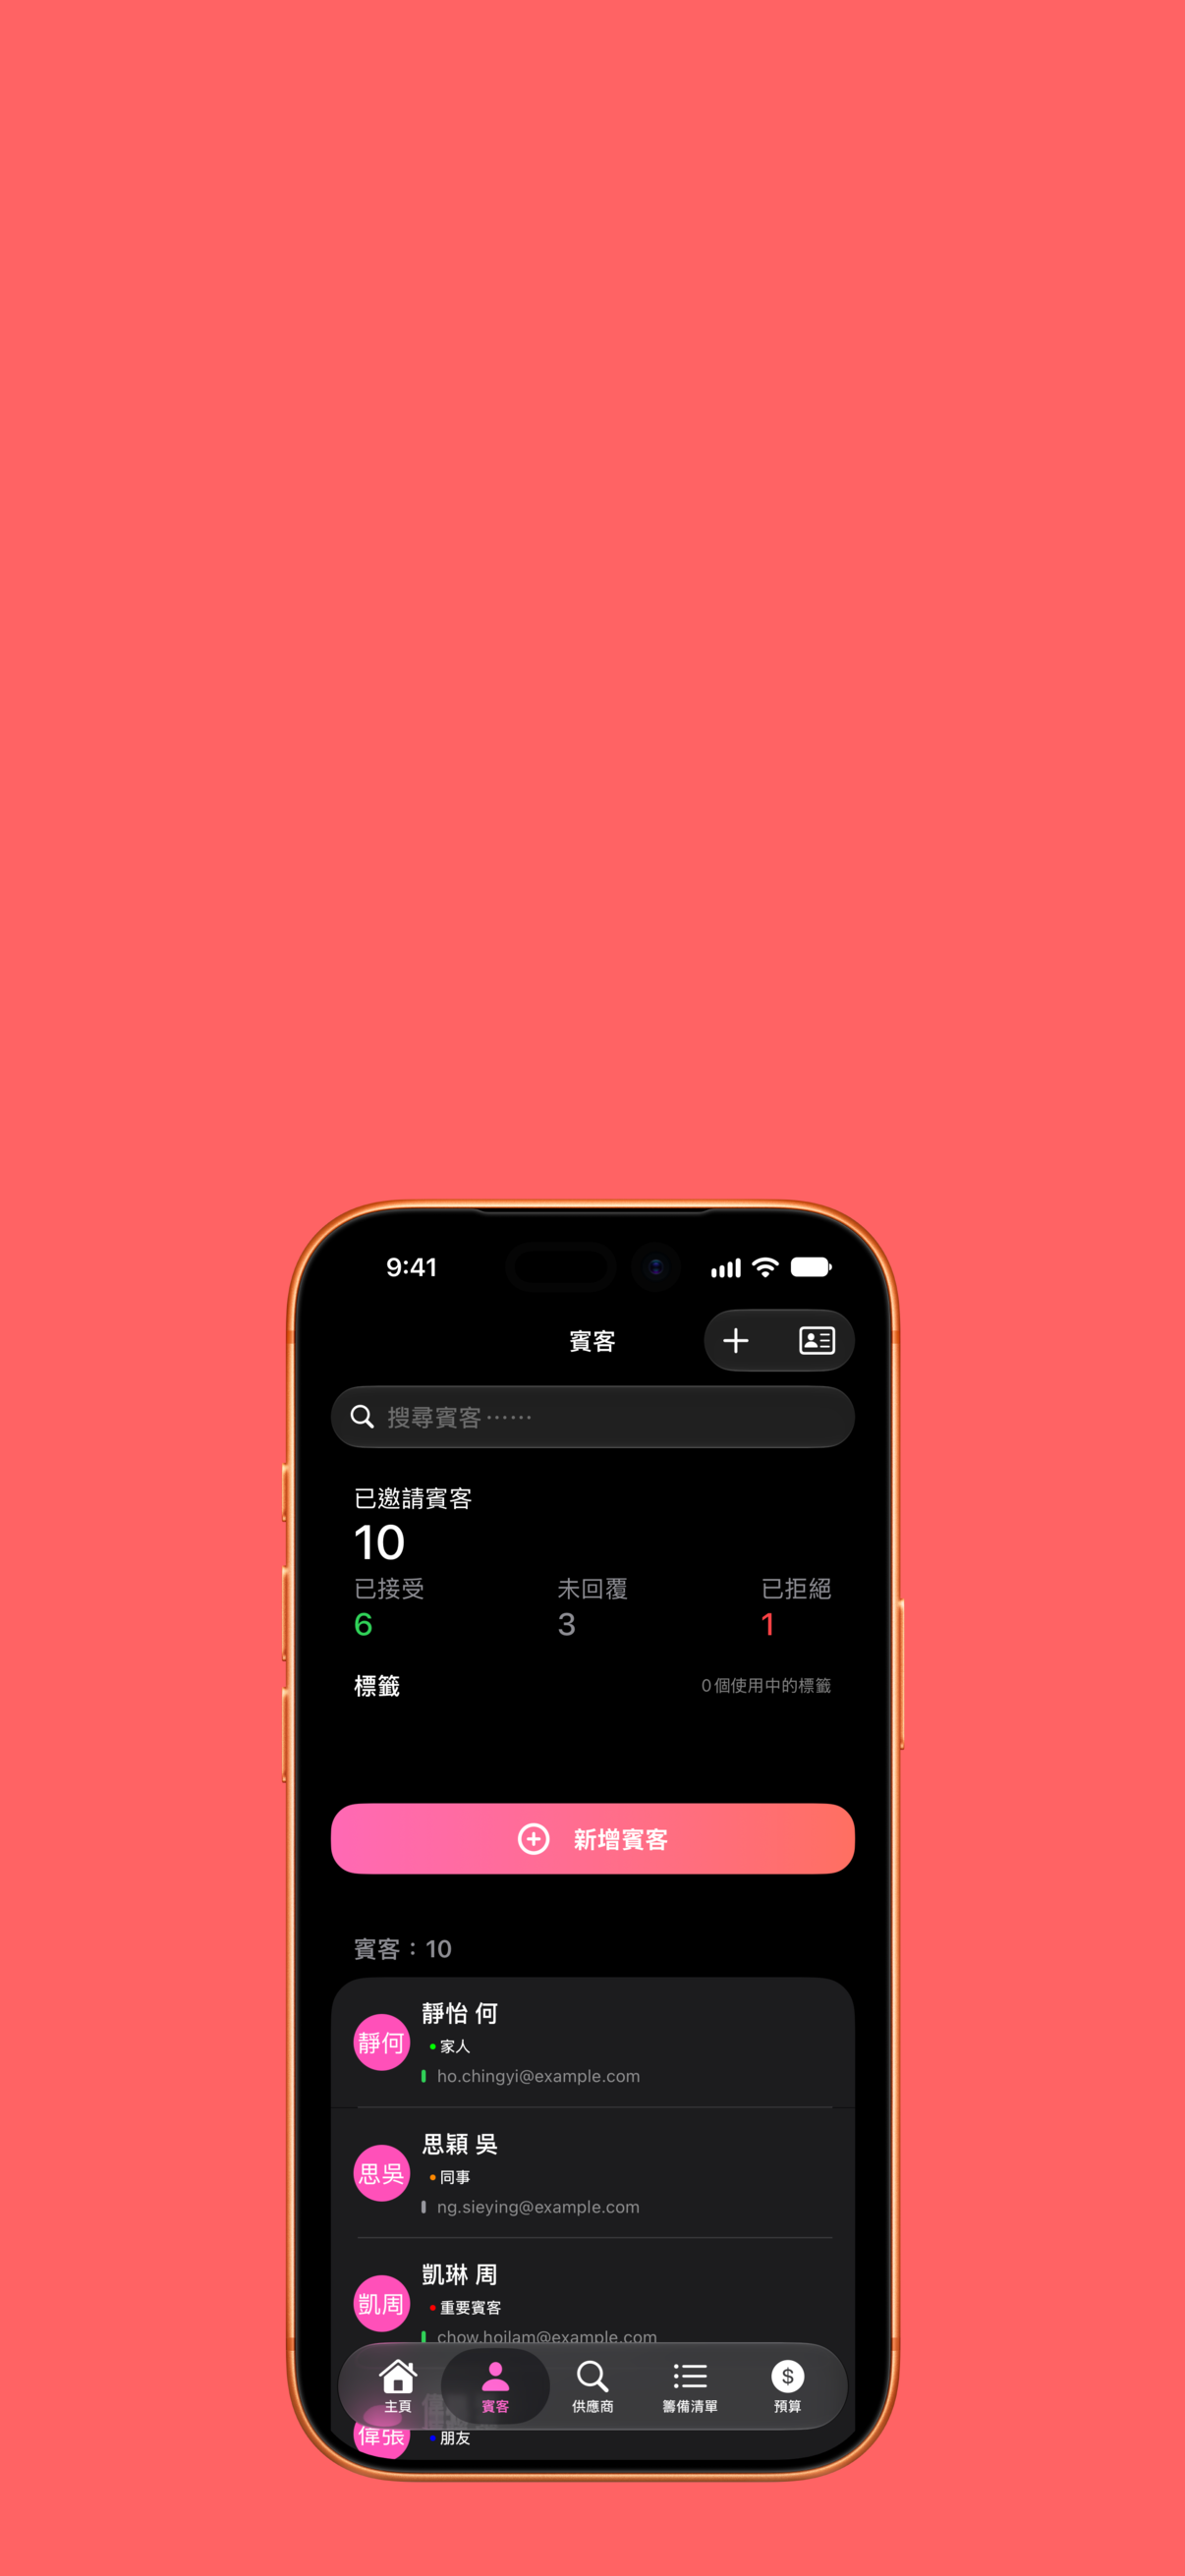 9:41
賓客
搜尋賓客……
已邀請賓客
10
已接受 未回覆 已拒絕
6 3 1
標籤 0 個使用中的標籤
新增賓客
賓客：10
靜何 靜怡 何
家人
ho.chingyi@example.com
思吳 思穎 吳
同事
ng.sieying@example.com
凱周 凱琳 周
重要賓客
chow.hoilam@example.com
偉張
朋友
主頁 賓客 供應商 籌備清單 預算